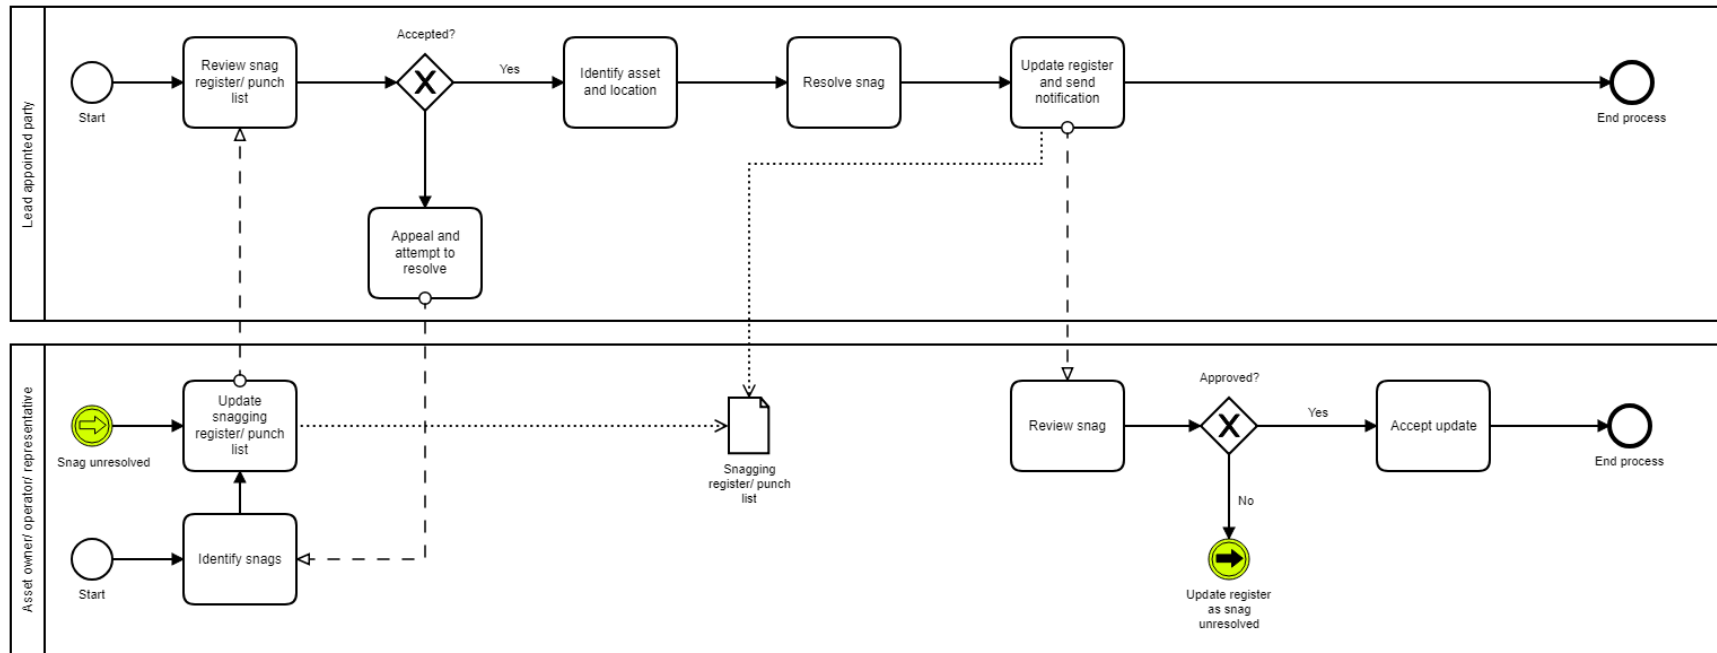 Lead appointed party
Start
Review snag
register/ punch
list
Accepted?
X
Yes
Identify asset
and location
Resolve snag
Update register
and send
notification
End process
Appeal and
attempt to
resolve
Asset owner/ operator/ representative
Snag unresolved
Update
snagging
register/ punch
list
Snagging
register/ punch
list
Review snag
Approved?
X
Yes
Accept update
End process
No
Start
Identify snags
Update register
as snag
unresolved